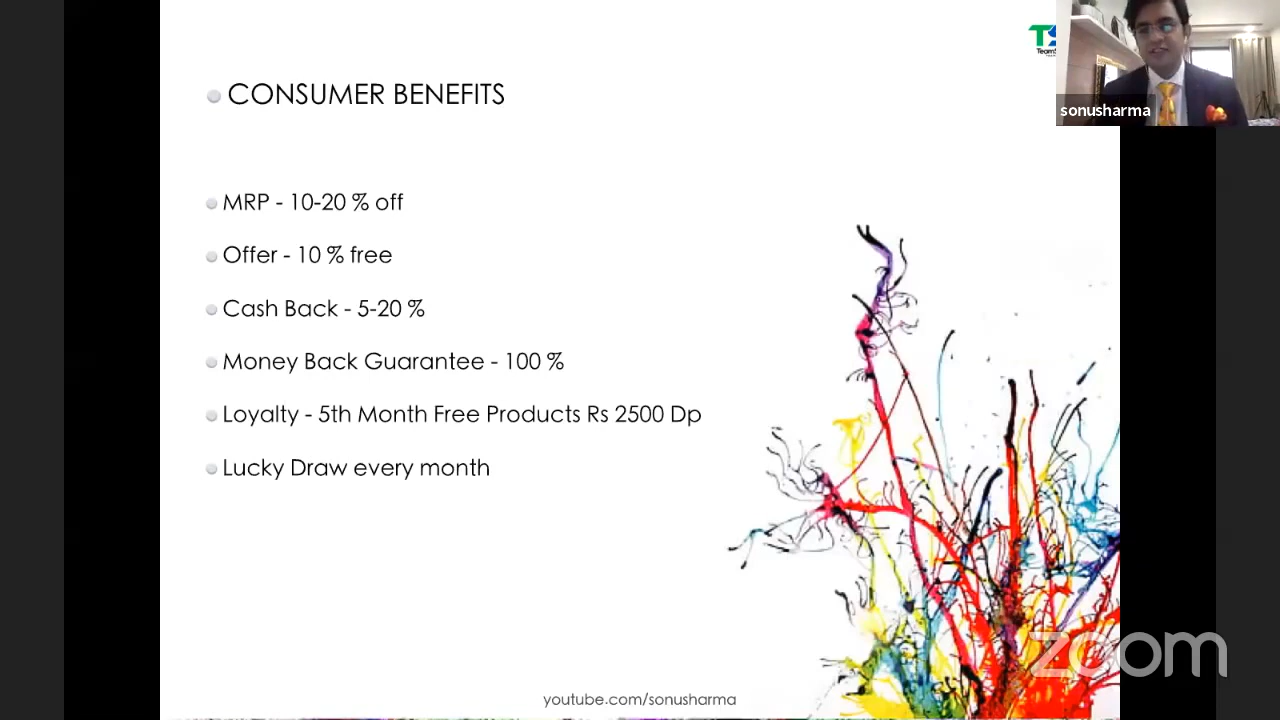 CONSUMER BENEFITS
sonusharma
MRP - 10-20 % off
Offer - 10 % free
Cash Back - 5-20 %
Money Back Guarantee - 100 %
Loyalty - 5th Month Free Products Rs 2500 Dp
Lucky Draw every month
zoom
youtube.com/sonusharma